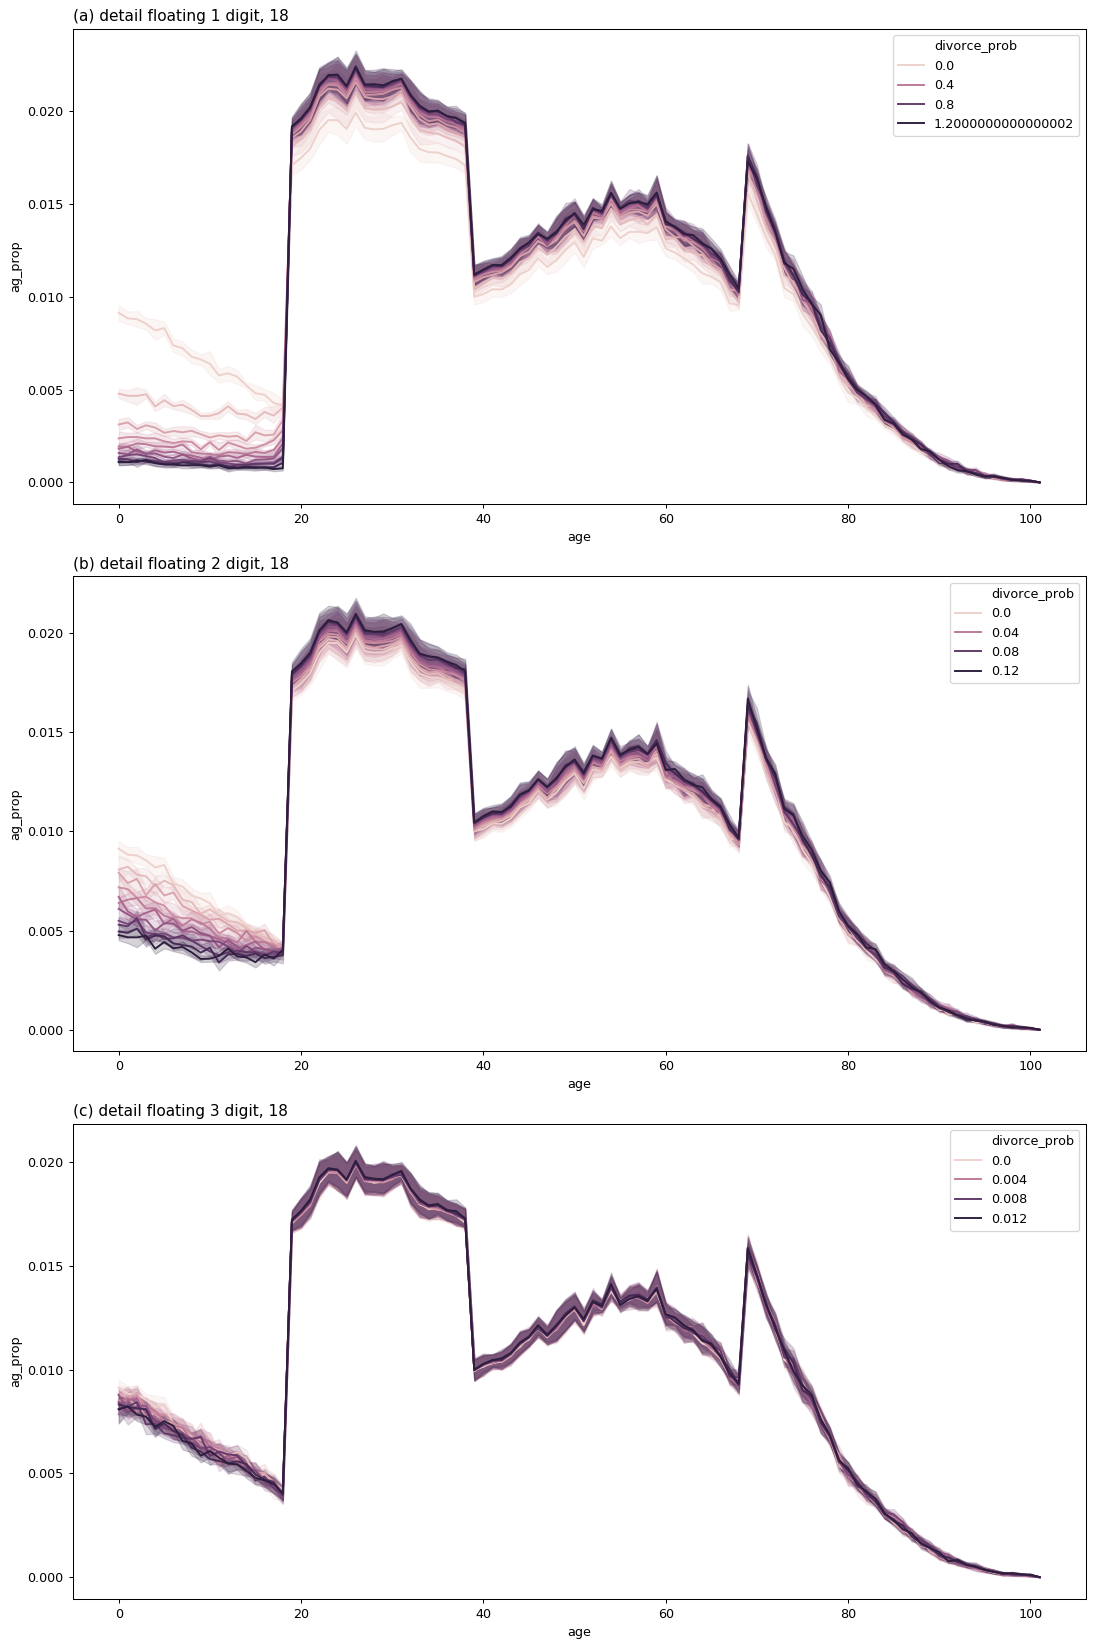 (a) detail floating 1 digit, 18
divorce_prob
0.0
0.4
0.8
1.2000000000000002
0.020
0.015
0.010
0.005
0.000
ag_prop
0 20 40 60 80 100
age
(b) detail floating 2 digit, 18
divorce_prob
0.0
0.04
0.08
0.12
0.020
0.015
0.010
0.005
0.000
ag_prop
0 20 40 60 80 100
age
(c) detail floating 3 digit, 18
divorce_prob
0.0
0.004
0.008
0.012
0.020
0.015
0.010
0.005
0.000
ag_prop
0 20 40 60 80 100
age